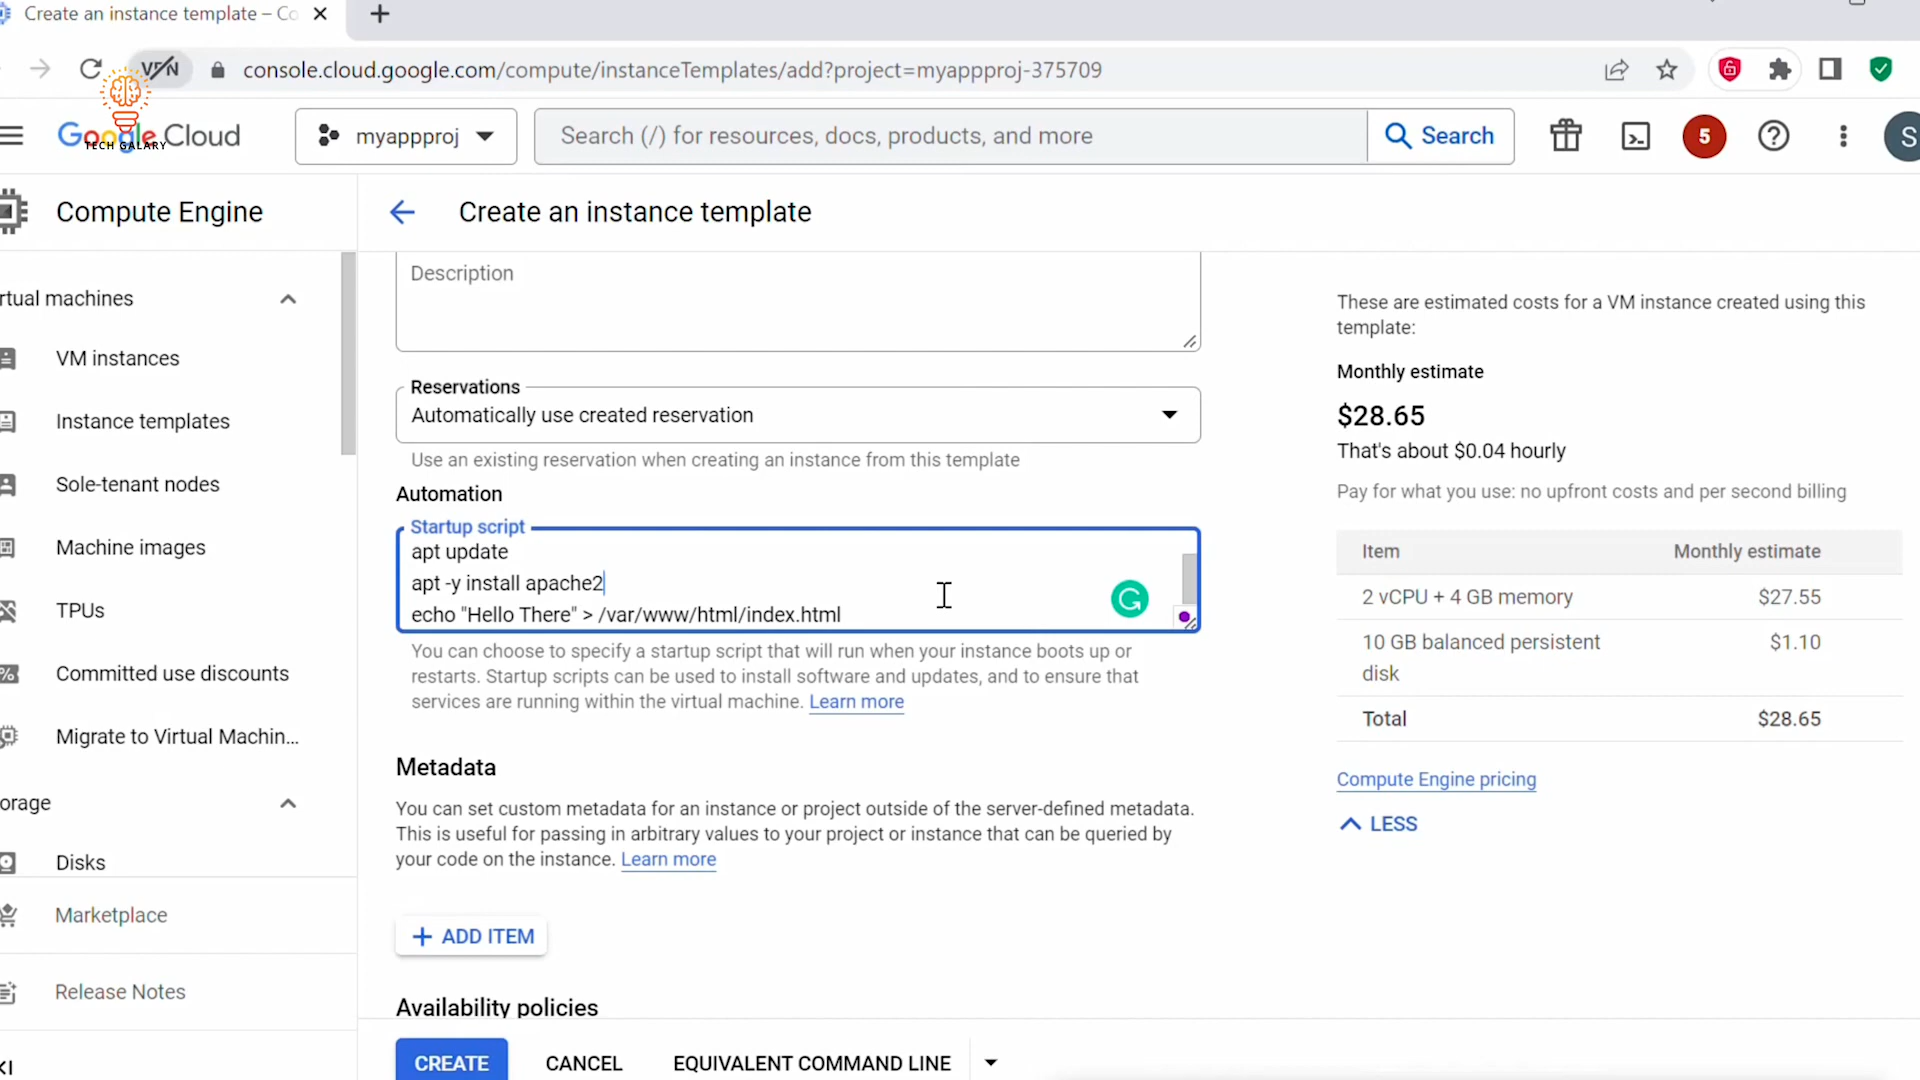 Create an instance template – Co
VPN
console.cloud.google.com/compute/instanceTemplates/add?project=myappproj-375709
Google Cloud
TECH GALARY
myappproj
Search (/) for resources, docs, products, and more
Search
5
S
Compute Engine
Create an instance template
rtual machines
VM instances
Instance templates
Sole-tenant nodes
Machine images
TPUs
Committed use discounts
Migrate to Virtual Machin...
orage
Disks
Marketplace
Release Notes
Description
Reservations
Automatically use created reservation
Use an existing reservation when creating an instance from this template
Automation
Startup script
apt update
apt -y install apache2
echo "Hello There" > /var/www/html/index.html
You can choose to specify a startup script that will run when your instance boots up or
restarts. Startup scripts can be used to install software and updates, and to ensure that
services are running within the virtual machine. Learn more
Metadata
You can set custom metadata for an instance or project outside of the server-defined metadata.
This is useful for passing in arbitrary values to your project or instance that can be queried by
your code on the instance. Learn more
+ ADD ITEM
Availability policies
CREATE
CANCEL
EQUIVALENT COMMAND LINE
These are estimated costs for a VM instance created using this
template:
Monthly estimate
$28.65
That's about $0.04 hourly
Pay for what you use: no upfront costs and per second billing
Item Monthly estimate
2 vCPU + 4 GB memory $27.55
10 GB balanced persistent $1.10
disk
Total $28.65
Compute Engine pricing
LESS